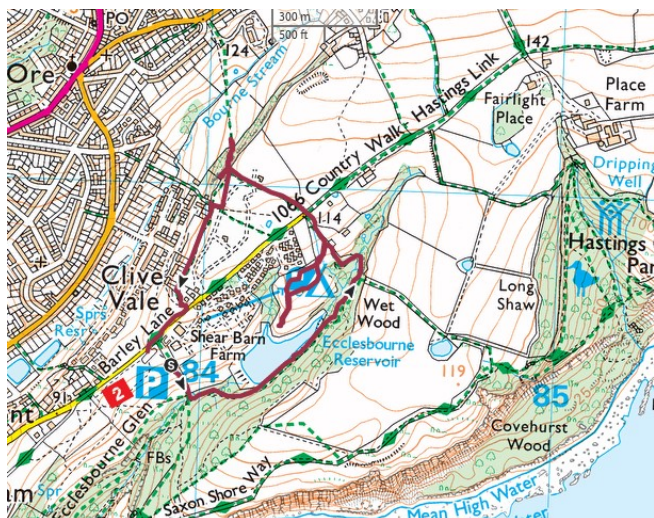 PO
300 m
500 ft
124
142
Ore
Bourne Stream
Place
Farm
Fairlight
Place
1066 Country Walk Hastings Link
Dripping
Well
114
Hastings
Par
Clive
Vale
Long
Shaw
Wet
Wood
Sprs
Resr
Barley Lane
Shear Barn
Farm
Ecclesbourne
Reservoir
S
84
P
2
91
119
85
Covehurst
Wood
Ecclesbourne Glen
FBs
Spr
Saxon Shore Way
Mean High Water